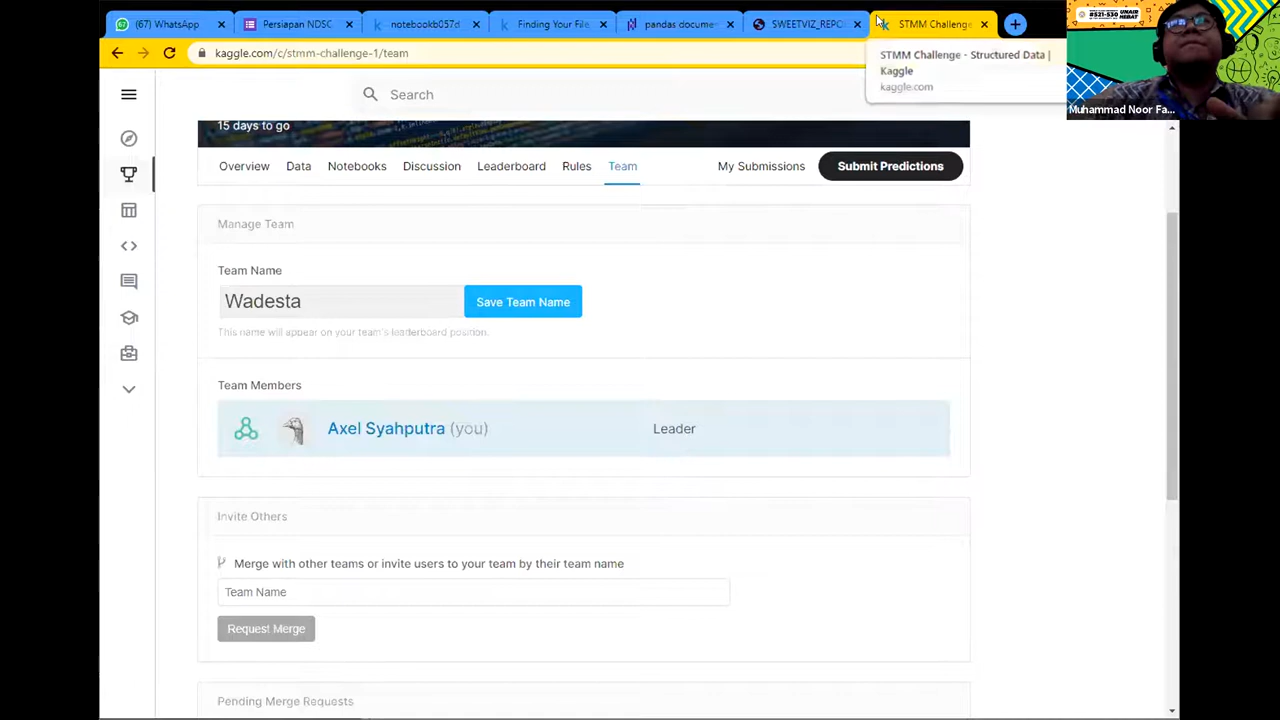 (67) WhatsApp
Persiapan NDSC
notebookb057d
Finding Your File,
pandas docume
SWEETVIZ_REPO
STMM Challenge
kaggle.com/c/stmm-challenge-1/team
STMM Challenge - Structured Data |
Kaggle
kaggle.com
UNAIR
HEBAT
Muhammad Noor Fa...
Search
15 days to go
Overview
Data
Notebooks
Discussion
Leaderboard
Rules
Team
My Submissions
Submit Predictions
Manage Team
Team Name
Wadesta
Save Team Name
This name will appear on your team's leaderboard position.
Team Members
Axel Syahputra (you)
Leader
Invite Others
Merge with other teams or invite users to your team by their team name
Team Name
Request Merge
Pending Merge Requests